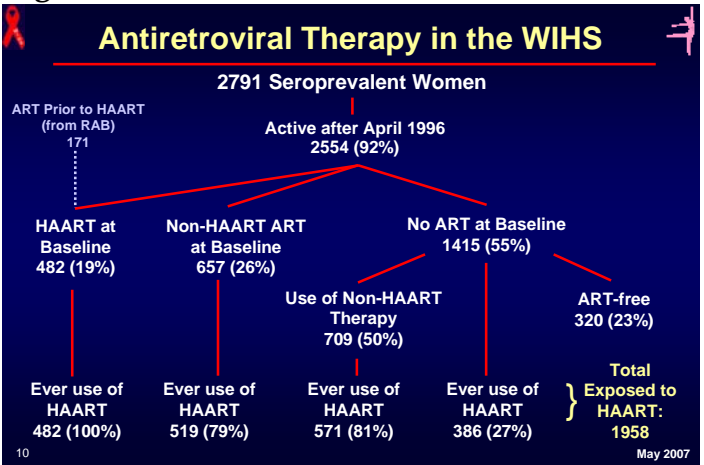 Antiretroviral Therapy in the WIHS
2791 Seroprevalent Women
ART Prior to HAART
(from RAB)
171
Active after April 1996
2554 (92%)
HAART at
Baseline
482 (19%)
Non-HAART ART
at Baseline
657 (26%)
No ART at Baseline
1415 (55%)
Use of Non-HAART
Therapy
709 (50%)
ART-free
320 (23%)
Ever use of
HAART
482 (100%)
Ever use of
HAART
519 (79%)
Ever use of
HAART
571 (81%)
Ever use of
HAART
386 (27%)
}
Total
Exposed to
HAART:
1958
10
May 2007